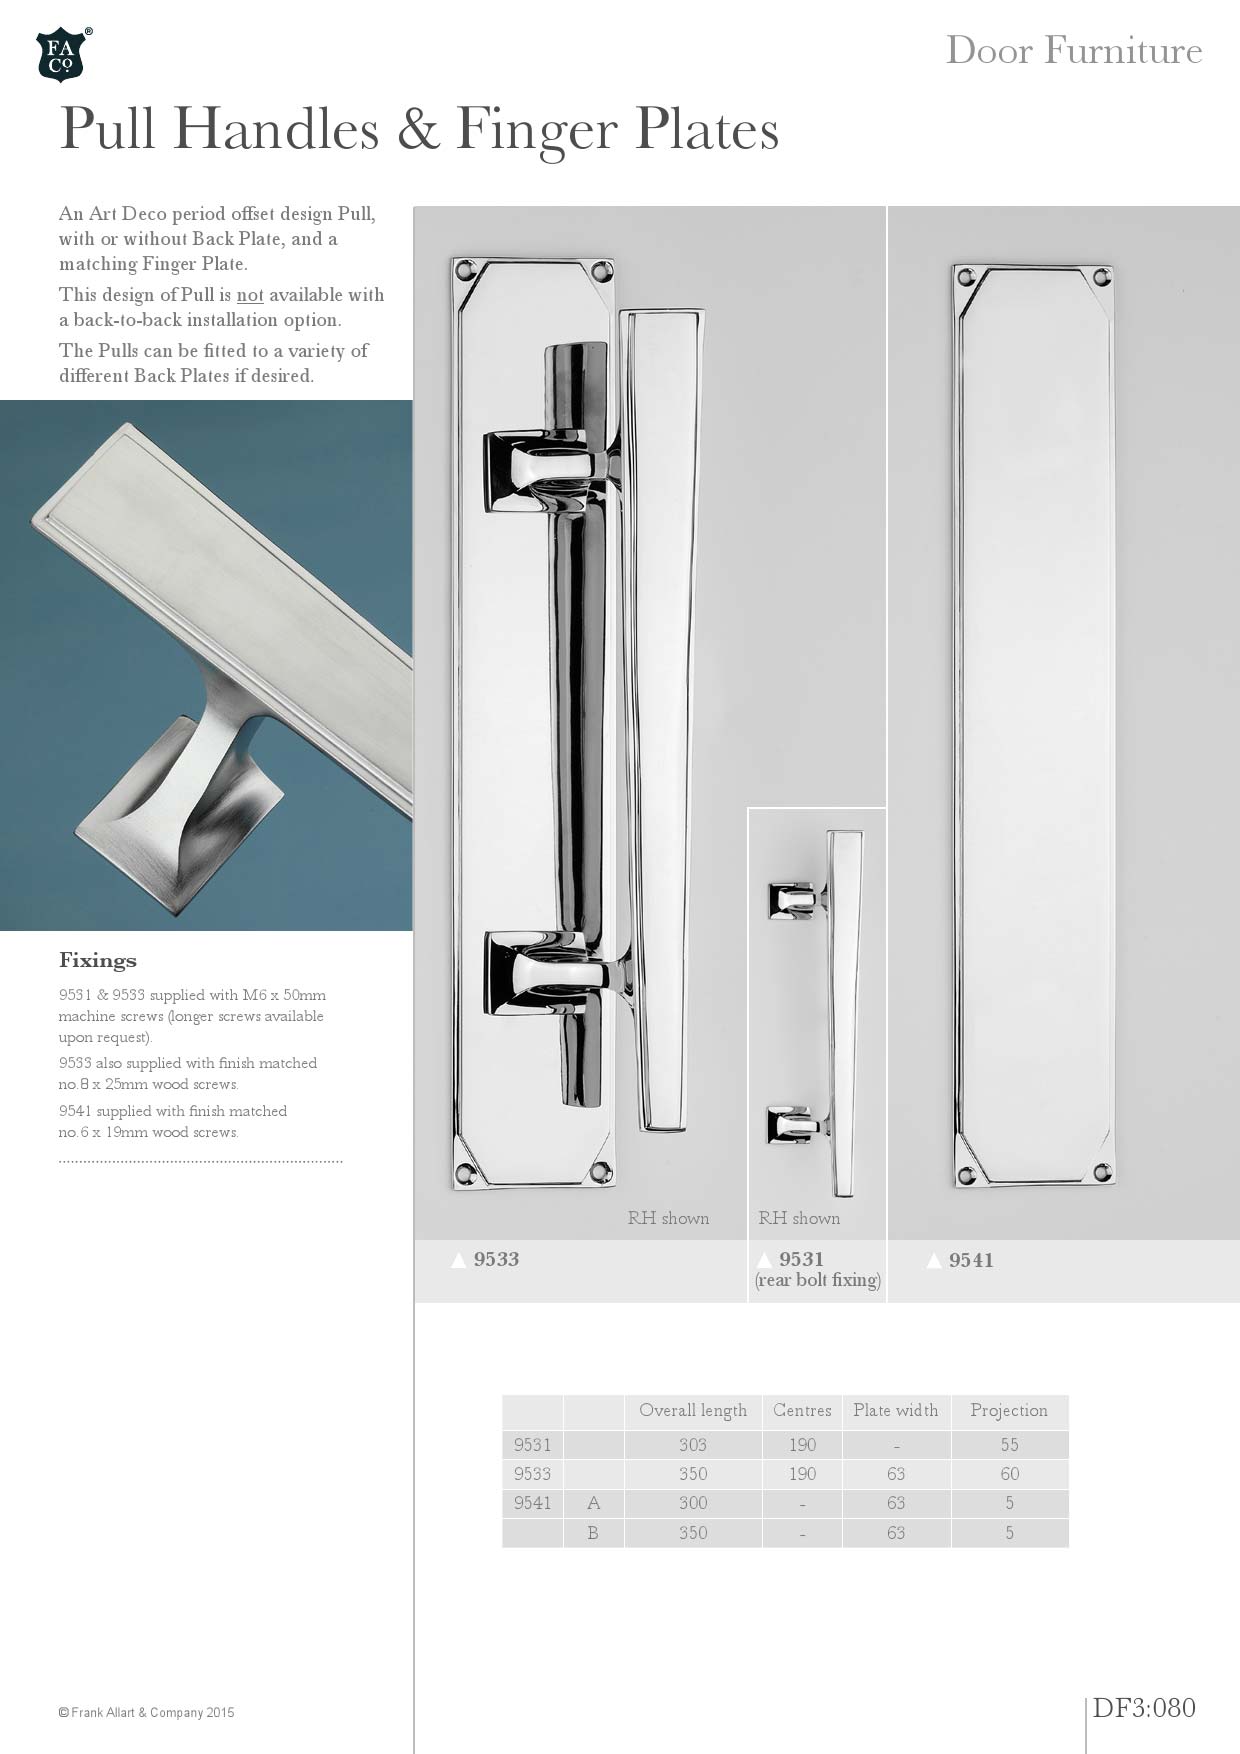 FA
Co.
®
Door Furniture
Pull Handles & Finger Plates
An Art Deco period offset design Pull,
with or without Back Plate, and a
matching Finger Plate.
This design of Pull is not available with
a back-to-back installation option.
The Pulls can be fitted to a variety of
different Back Plates if desired.
Fixings
9531 & 9533 supplied with M6 x 50mm
machine screws (longer screws available
upon request).
9533 also supplied with finish matched
no.8 x 25mm wood screws.
9541 supplied with finish matched
no.6 x 19mm wood screws.
RH shown
RH shown
▲ 9533
▲ 9531
(rear bolt fixing)
▲ 9541
Overall length Centres Plate width Projection
9531 303 190 - 55
9533 350 190 63 60
9541 A 300 - 63 5
B 350 - 63 5
© Frank Allart & Company 2015
DF3:080